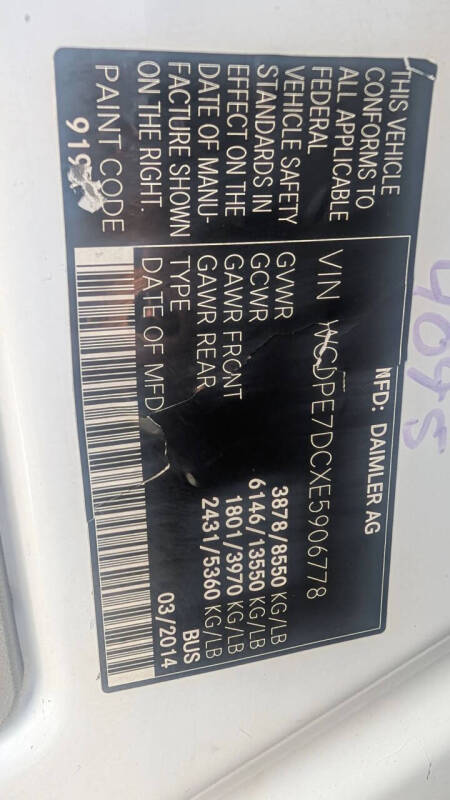 THIS VEHICLE
CONFORMS TO
ALL APPLICABLE
FEDERAL
VEHICLE SAFETY
STANDARDS IN
EFFECT ON THE
DATE OF MANU-
FACTURE SHOWN
ON THE RIGHT.
PAINT CODE
MFD: DAIMLER AG
VIN WCDPE7DCXE5906778
GVWR 3878/8550 KG/LB
GCWR 6146/13550 KG/LB
GAWR FRONT 1801/3970 KG/LB
GAWR REAR 2431/5360 KG/LB
TYPE BUS
DATE OF MFD 03/2014
4095